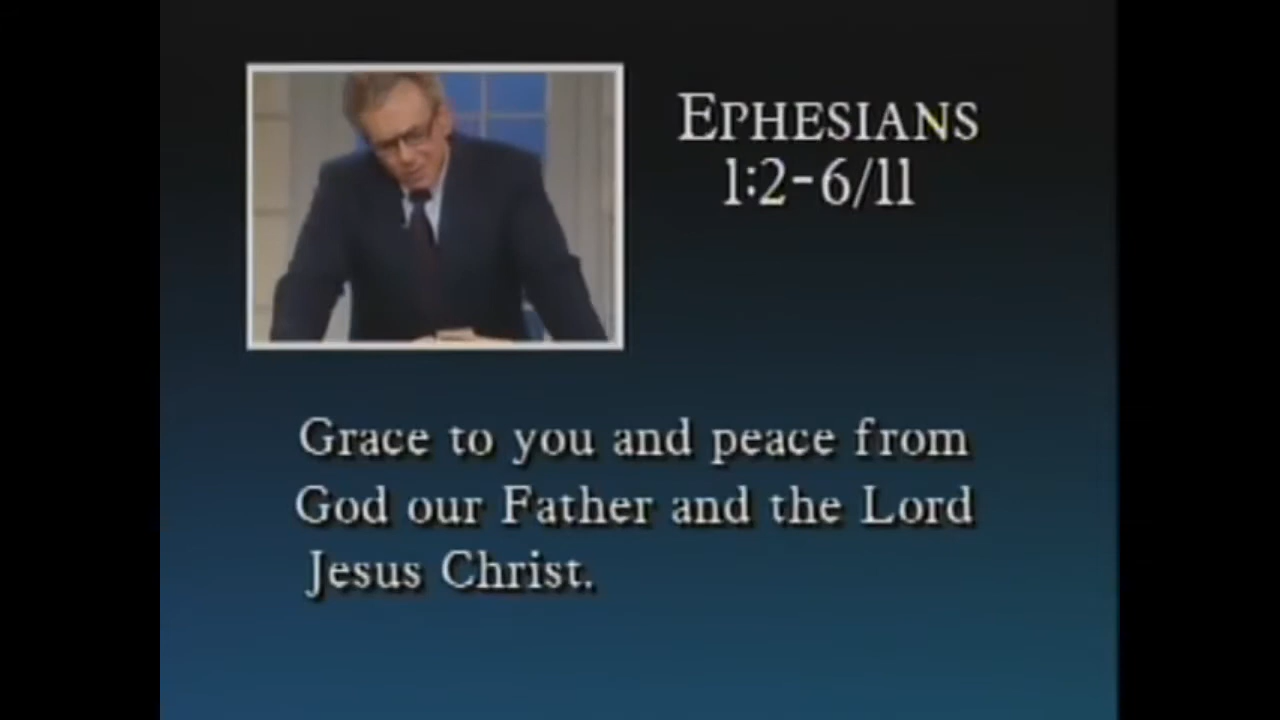 EPHESIANS
1:2-6/11
Grace to you and peace from
God our Father and the Lord
Jesus Christ.